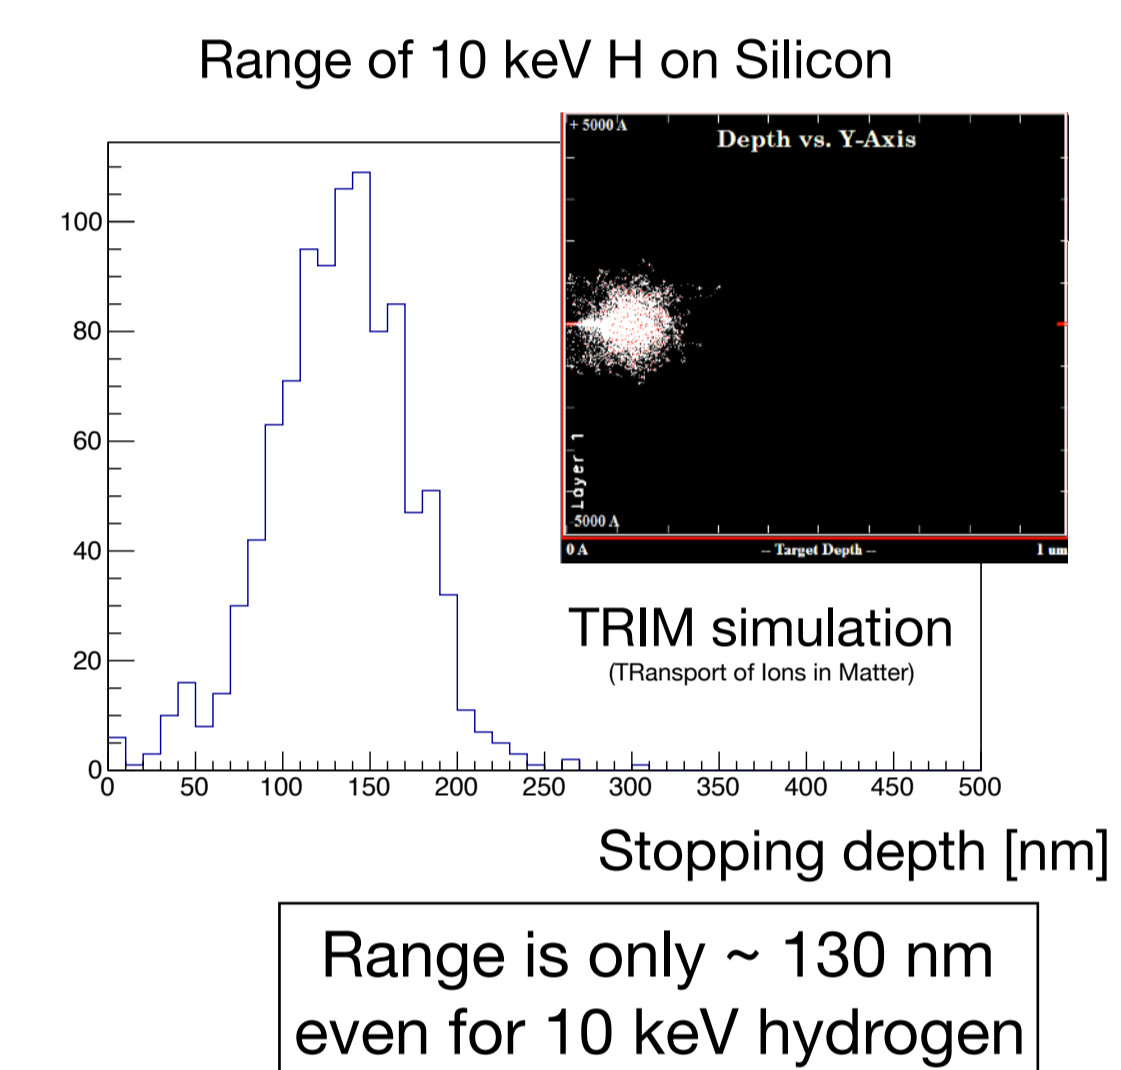 Range of 10 keV H on Silicon
+ 5000 A
Depth vs. Y-Axis
100
80
60
40
20
0
Layer 1
5000 A
0 A
-- Target Depth --
1 um
TRIM simulation
(TRansport of Ions in Matter)
0 50 100 150 200 250 300 350 400 450 500
Stopping depth [nm]
Range is only ~ 130 nm
even for 10 keV hydrogen